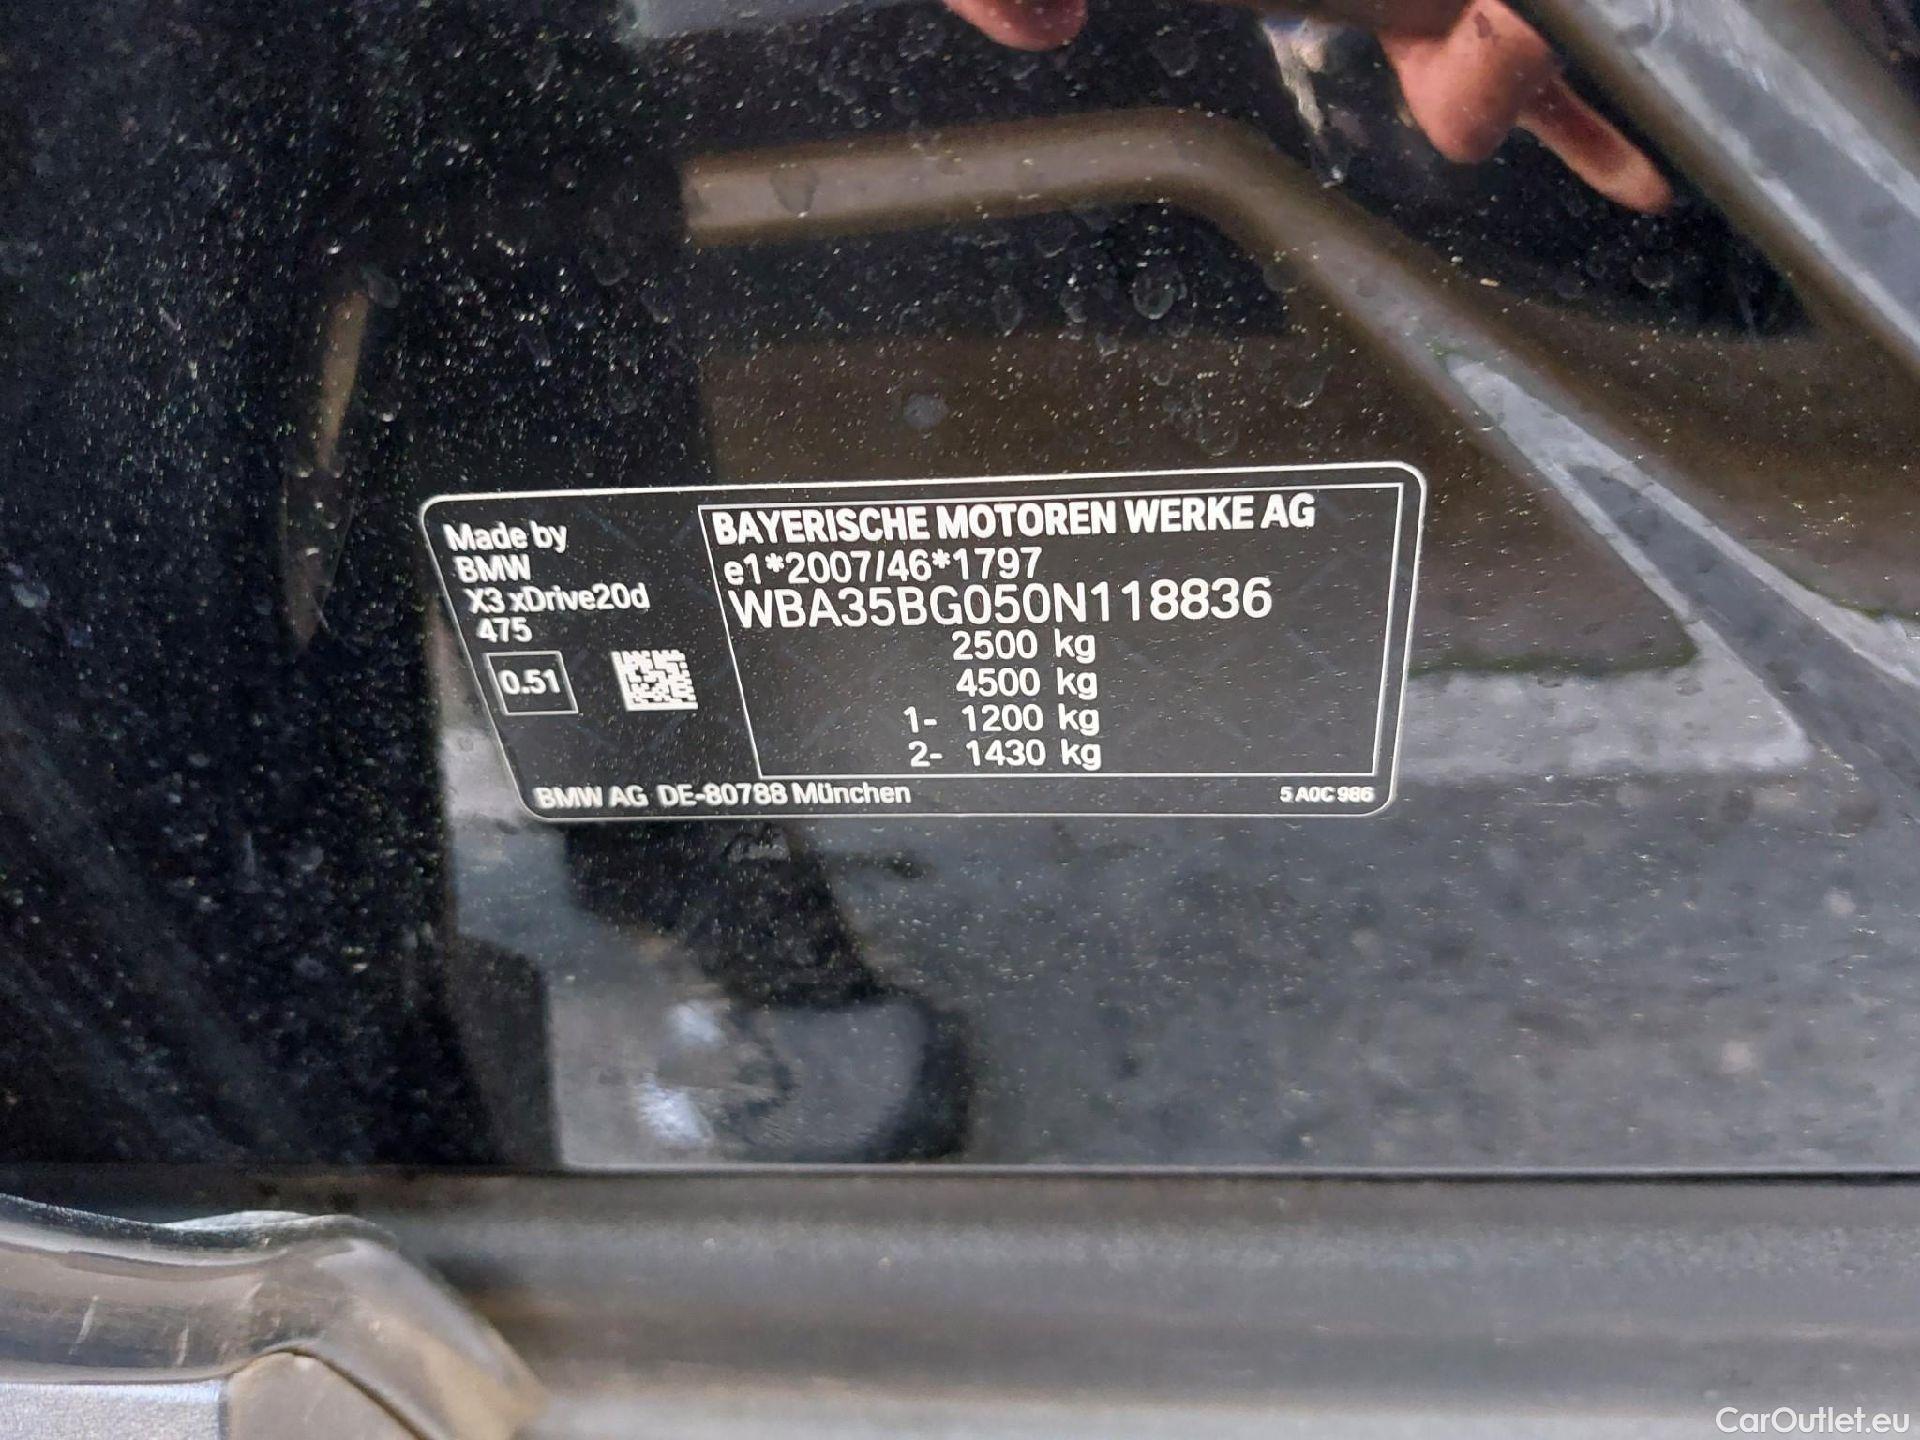 Made by
BMW
X3 xDrive20d
475
0.51
BAYERISCHE MOTOREN WERKE AG
e1*2007/46*1797
WBA35BG050N118836
2500 kg
4500 kg
1- 1200 kg
2- 1430 kg
BMW AG DE-80788 München
5 A0C 986
CarOutlet.eu